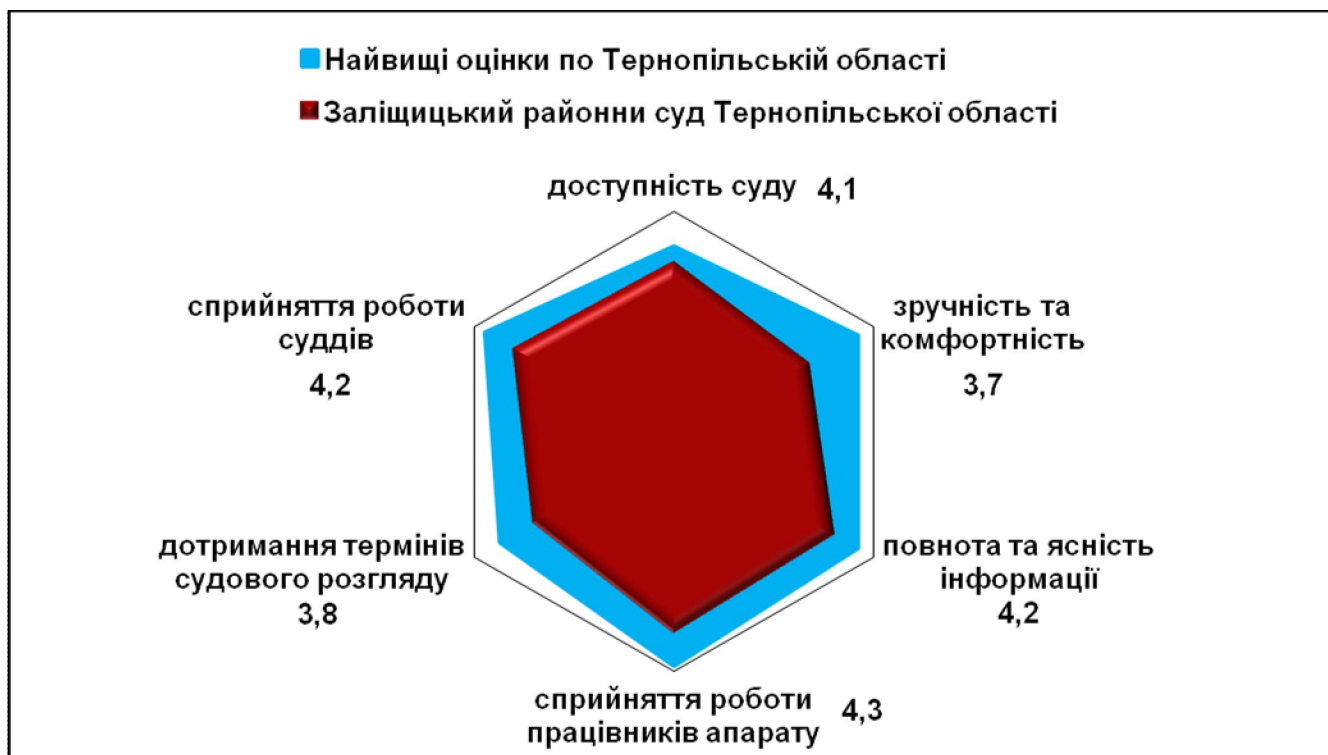 Найвищі оцінки по Тернопільській області
Заліщицький районни суд Тернопільської області
доступність суду 4,1
сприйняття роботи
суддів
4,2
зручність та
комфортність
3,7
дотримання термінів
судового розгляду
3,8
повнота та ясність
інформації
4,2
сприйняття роботи
працівників апарату 4,3